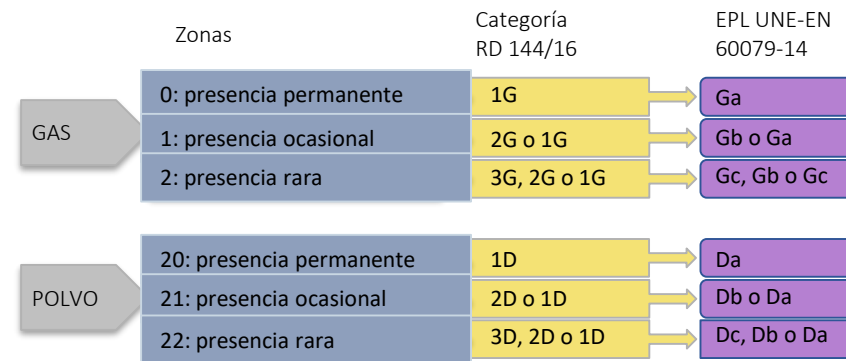 Zonas
Categoría
RD 144/16
EPL UNE-EN
60079-14
GAS
0: presencia permanente
1G
Ga
1: presencia ocasional
2G o 1G
Gb o Ga
2: presencia rara
3G, 2G o 1G
Gc, Gb o Gc
POLVO
20: presencia permanente
1D
Da
21: presencia ocasional
2D o 1D
Db o Da
22: presencia rara
3D, 2D o 1D
Dc, Db o Da